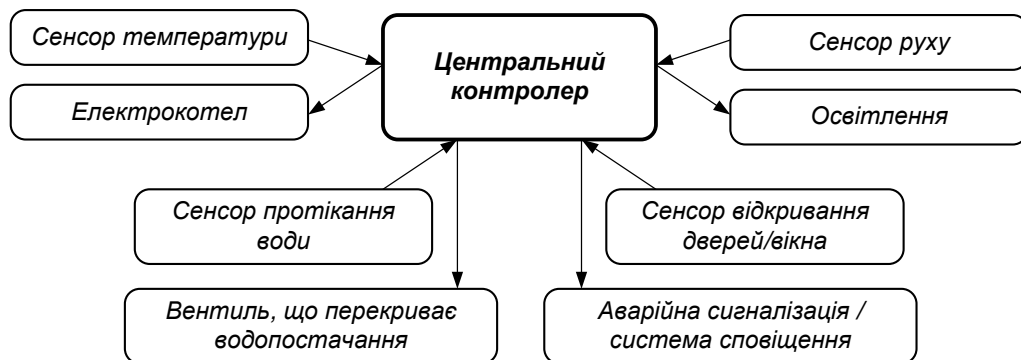 Сенсор температури
Центральний
контролер
Сенсор руху
Електрокотел
Освітлення
Сенсор протікання
води
Сенсор відкривання
дверей/вікна
Вентиль, що перекриває
водопостачання
Аварійна сигналізація /
система сповіщення